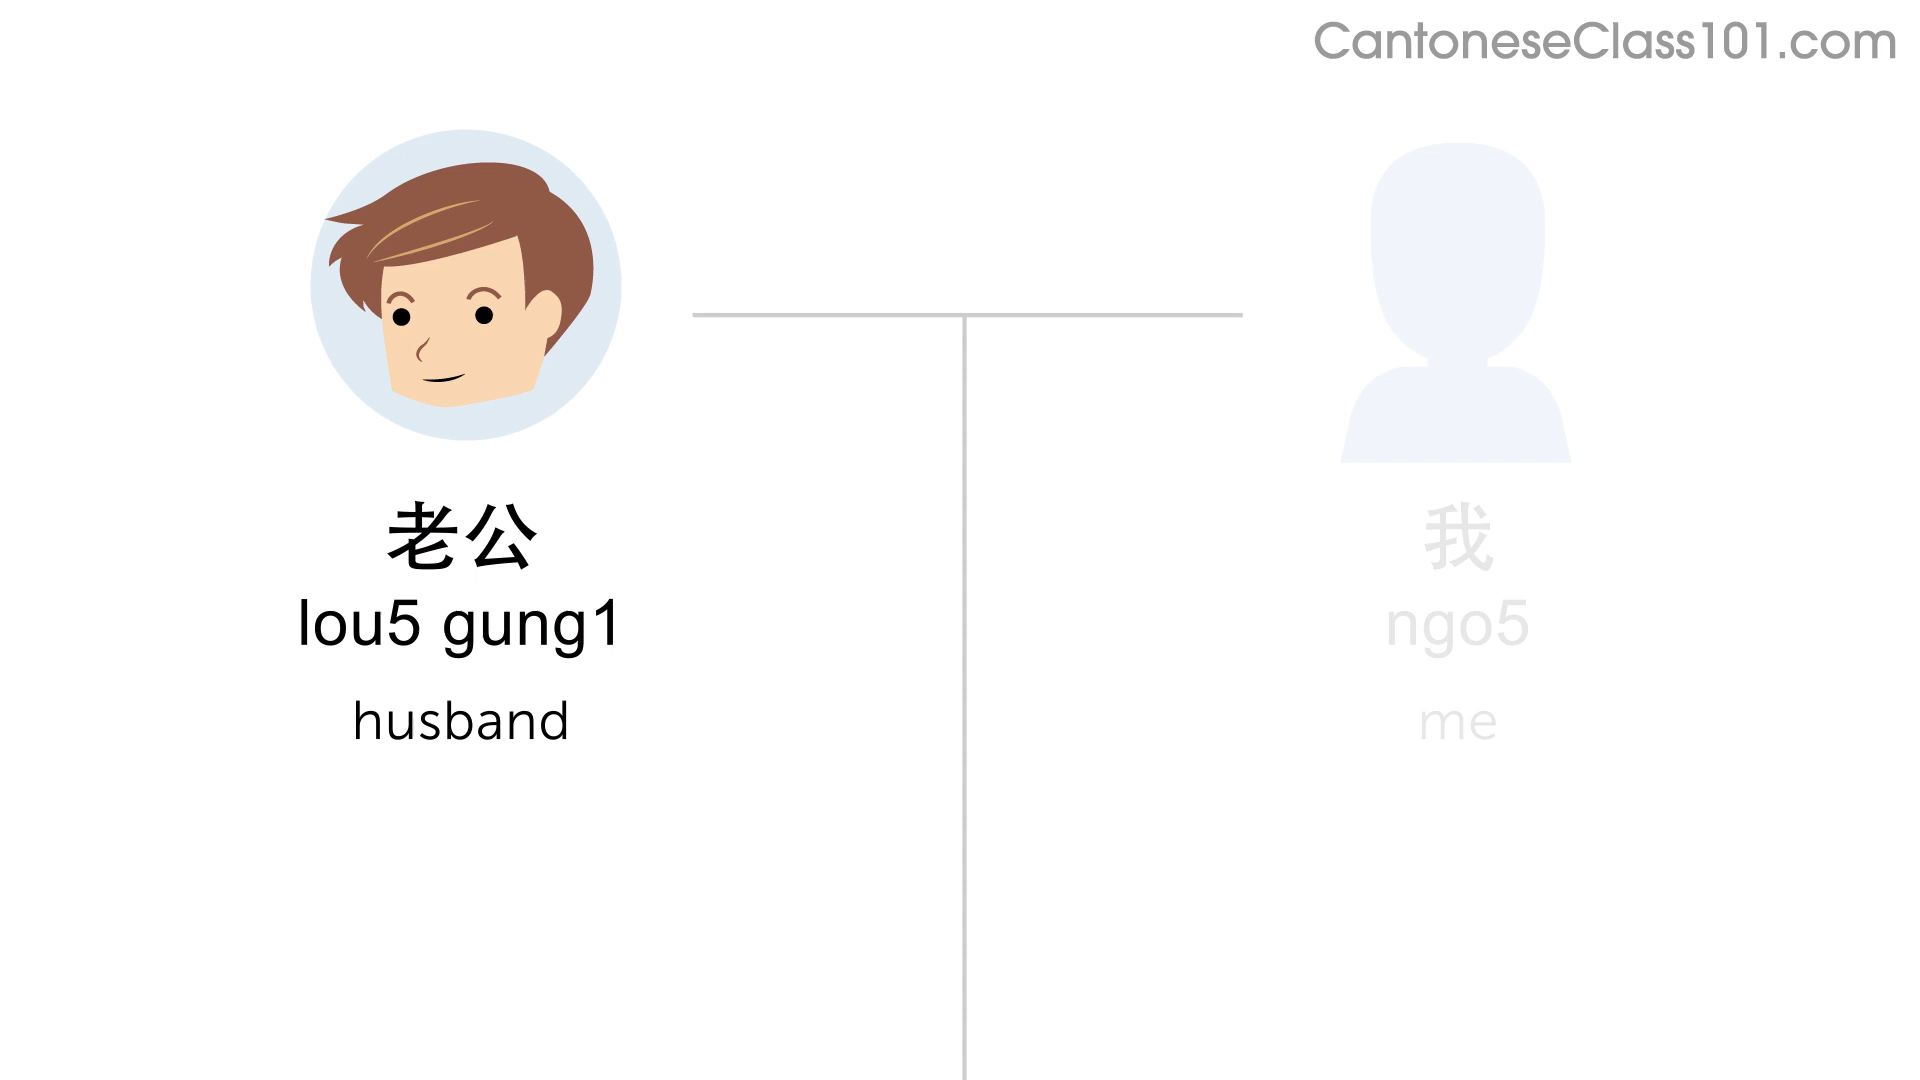 CantoneseClass101.com
老公
lou5 gung1
husband
我
ngo5
me